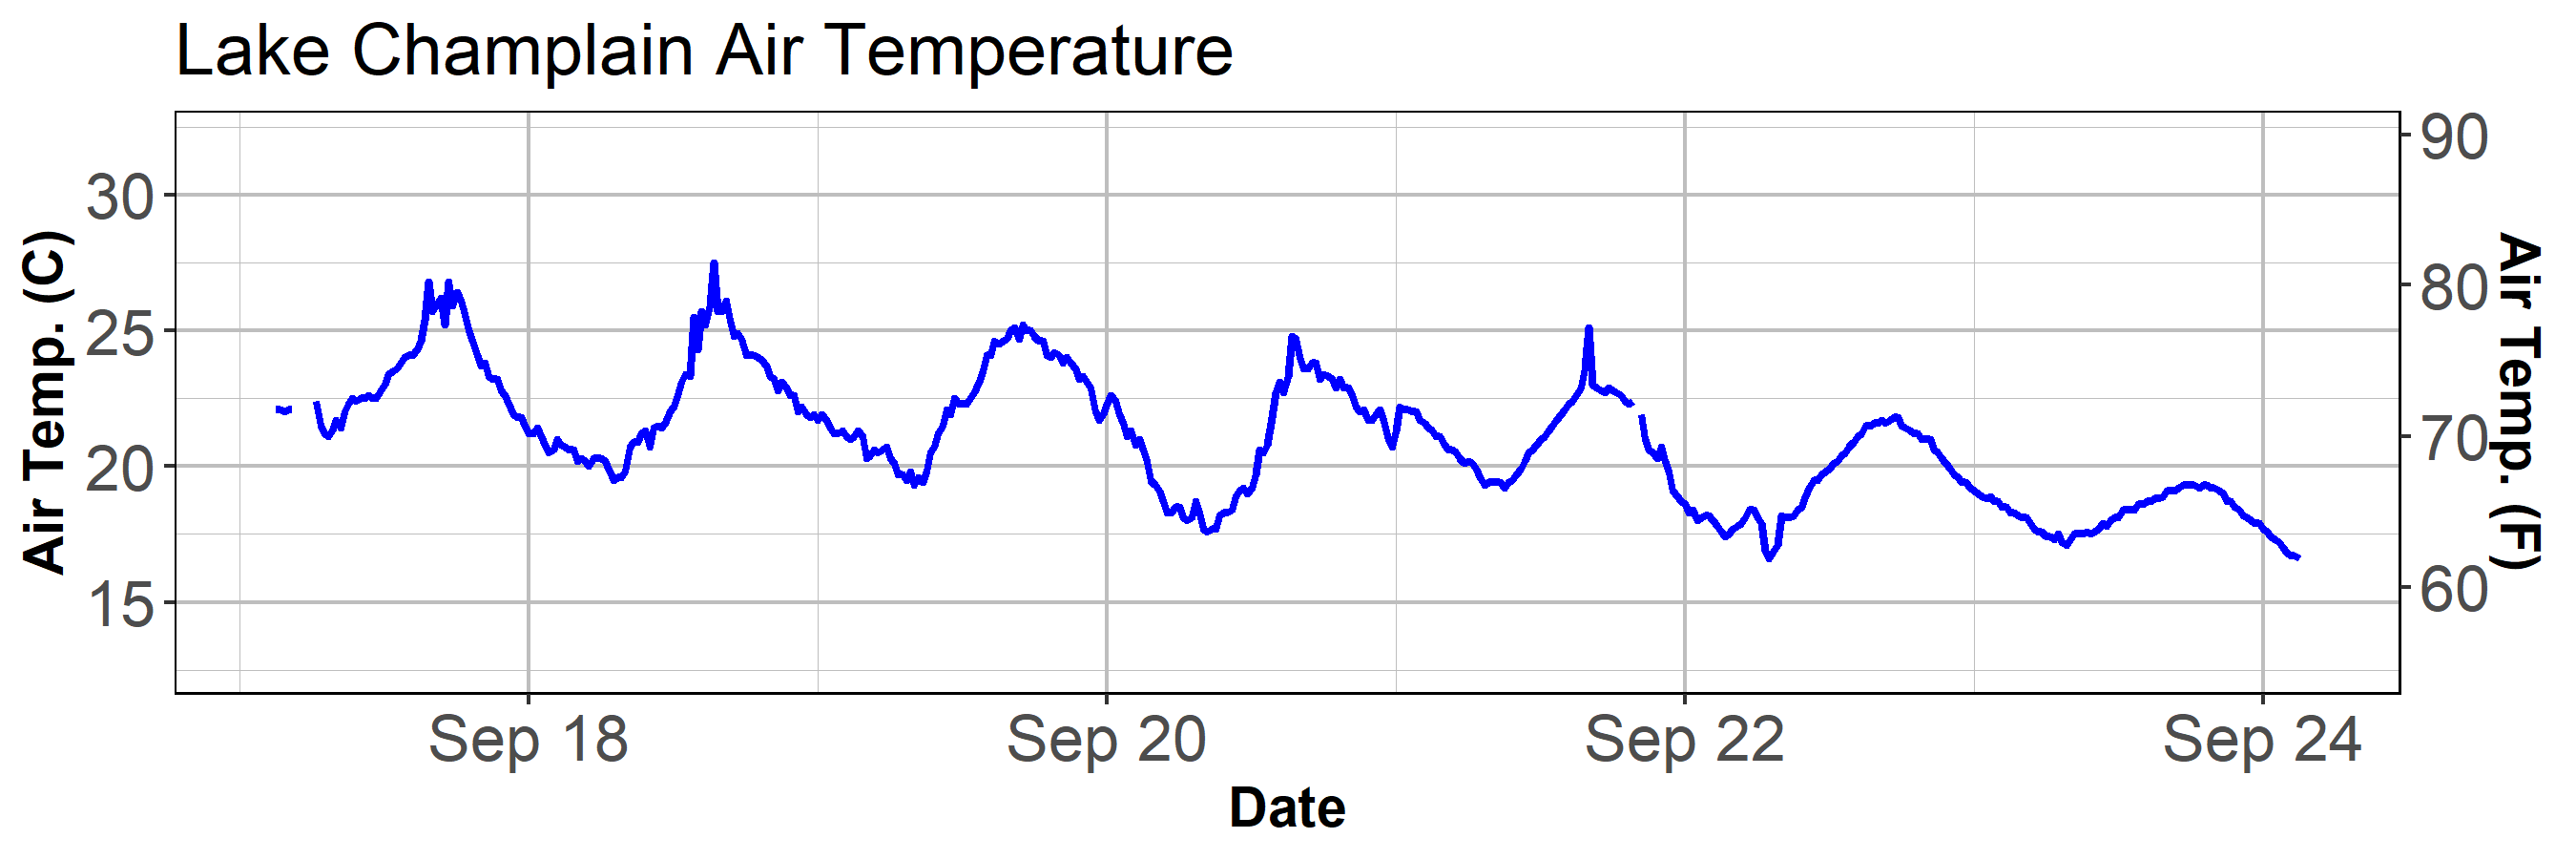 Lake Champlain Air Temperature
Air Temp. (C)
30
25
20
15
90
80
70
60
Air Temp. (F)
Sep 18
Sep 20
Sep 22
Sep 24
Date